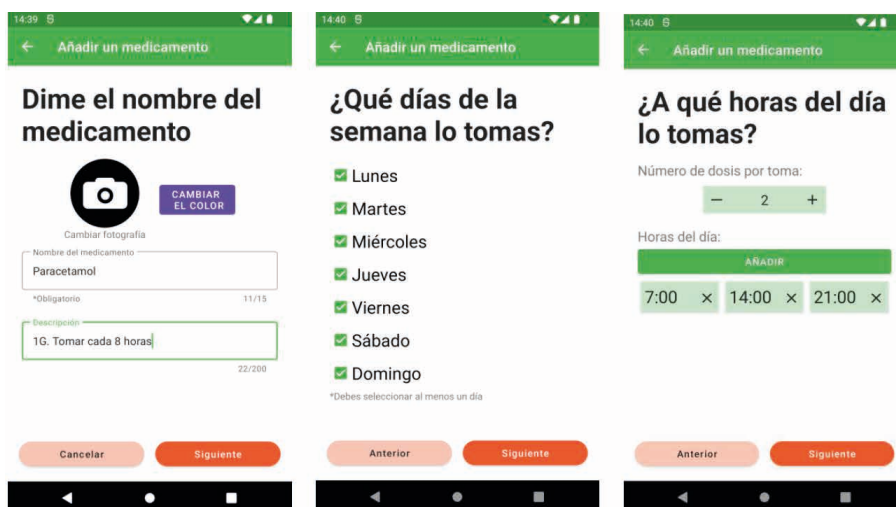 14:39
Añadir un medicamento
Dime el nombre del
medicamento
CAMBIAR
EL COLOR
Cambiar fotografía
Nombre del medicamento
Paracetamol
*Obligatorio 11/15
Descripción
1G. Tomar cada 8 horas
22/200
Cancelar Siguiente
14:40
Añadir un medicamento
¿Qué días de la
semana lo tomas?
Lunes
Martes
Miércoles
Jueves
Viernes
Sábado
Domingo
*Debes seleccionar al menos un día
Anterior Siguiente
14:40
Añadir un medicamento
¿A qué horas del día
lo tomas?
Número de dosis por toma:
− 2 +
Horas del día:
AÑADIR
7:00 × 14:00 × 21:00 ×
Anterior Siguiente